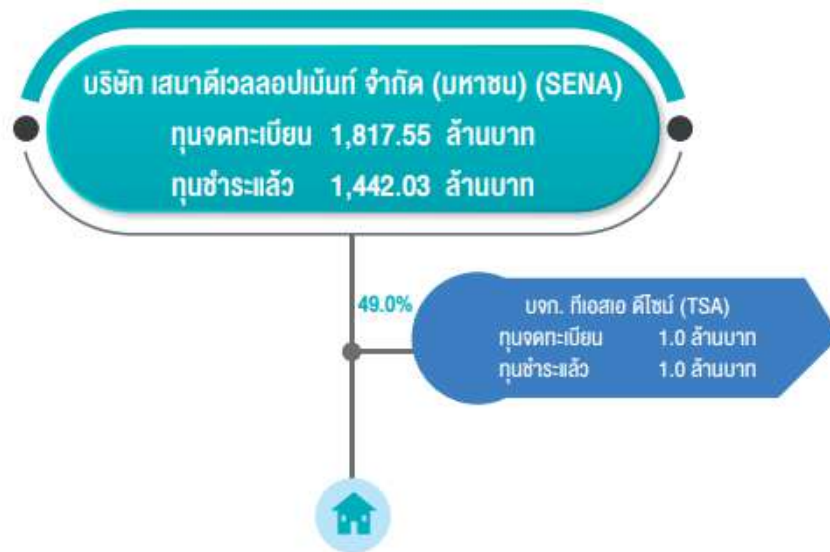 บริษัท เสนาดีเวลลอปเม้นท์ จำกัด (มหาชน) (SENA)
ทุนจดทะเบียน 1,817.55 ล้านบาท
ทุนชำระแล้ว 1,442.03 ล้านบาท
49.0%
บจก. ทีเอสเอ ดีไซน์ (TSA)
ทุนจดทะเบียน 1.0 ล้านบาท
ทุนชำระแล้ว 1.0 ล้านบาท